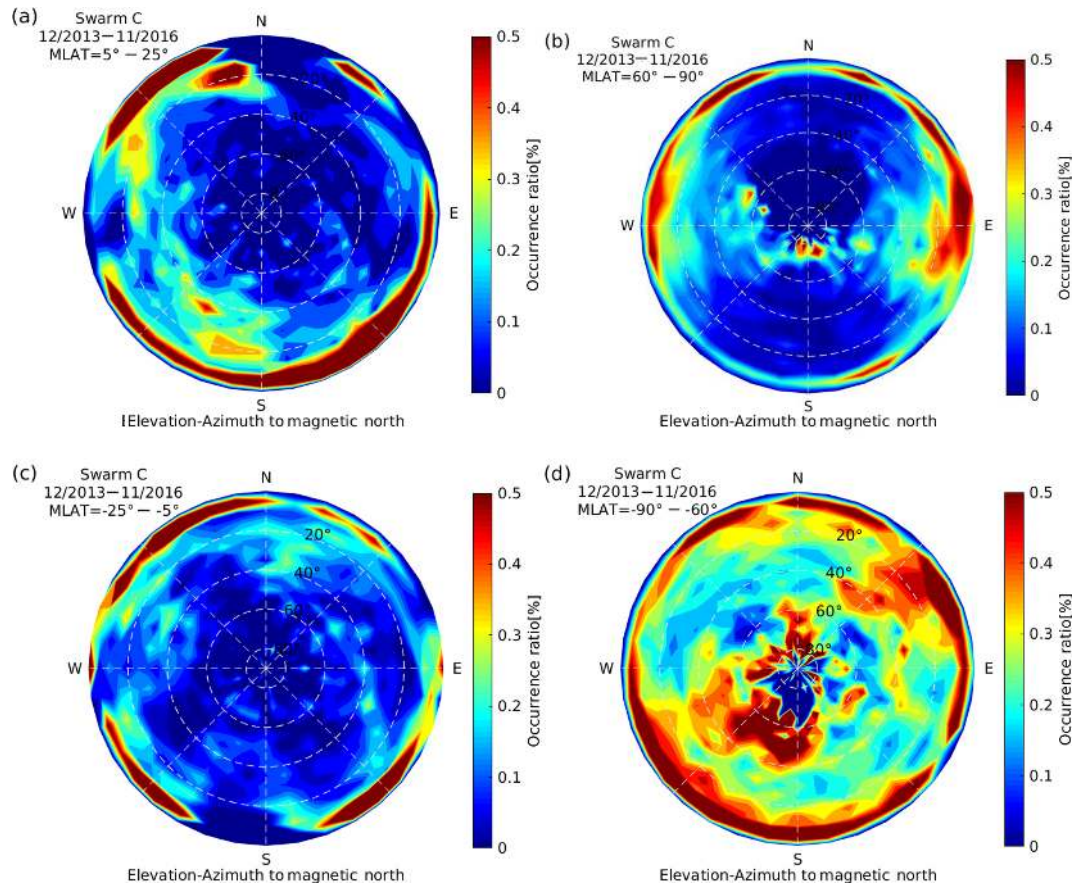 (a)
Swarm C
12/2013−11/2016
MLAT=5° − 25°
N
W
E
S
40°
0.5
0.4
0.3
0.2
0.1
0
Occurrence ratio[%]
lElevation-Azimuth to magnetic north
(b)
Swarm C
12/2013−11/2016
MLAT=60° −90°
N
W
E
S
0.5
0.4
0.3
0.2
0.1
0
Occurrence ratio[%]
Elevation-Azimuth to magnetic north
(c)
Swarm C
12/2013−11/2016
MLAT=-25° − -5°
N
W
E
S
20°
40°
60°
0.5
0.4
0.3
0.2
0.1
0
Occurrence ratio[%]
Elevation-Azimuth to magnetic north
(d)
Swarm C
12/2013−11/2016
MLAT=-90° − -60°
N
W
E
S
20°
40°
60°
80°
0.5
0.4
0.3
0.2
0.1
0
Occurrence ratio[%]
Elevation-Azimuth to magnetic north